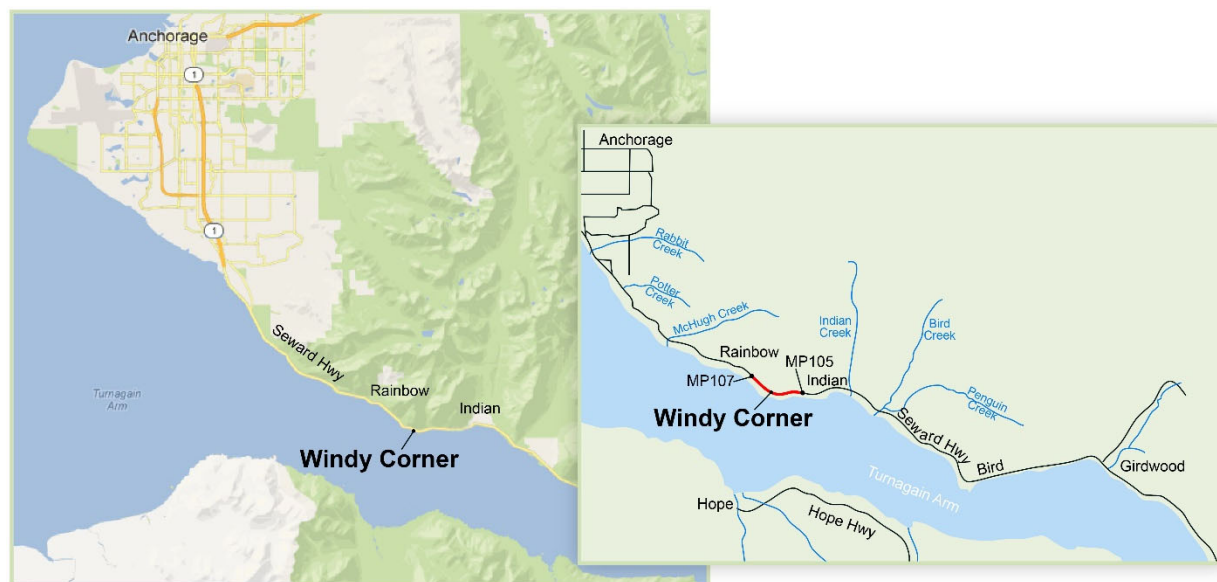 Anchorage
1
1
Seward Hwy
Turnagain
Arm
Rainbow
Indian
Windy Corner
Anchorage
Rabbit
Creek
Potter
Creek
McHugh Creek
Indian
Creek
Bird
Creek
Rainbow
MP105
MP107
Indian
Penguin
Creek
Windy Corner
Seward Hwy
Bird
Girdwood
Turnagain Arm
Hope
Hope Hwy